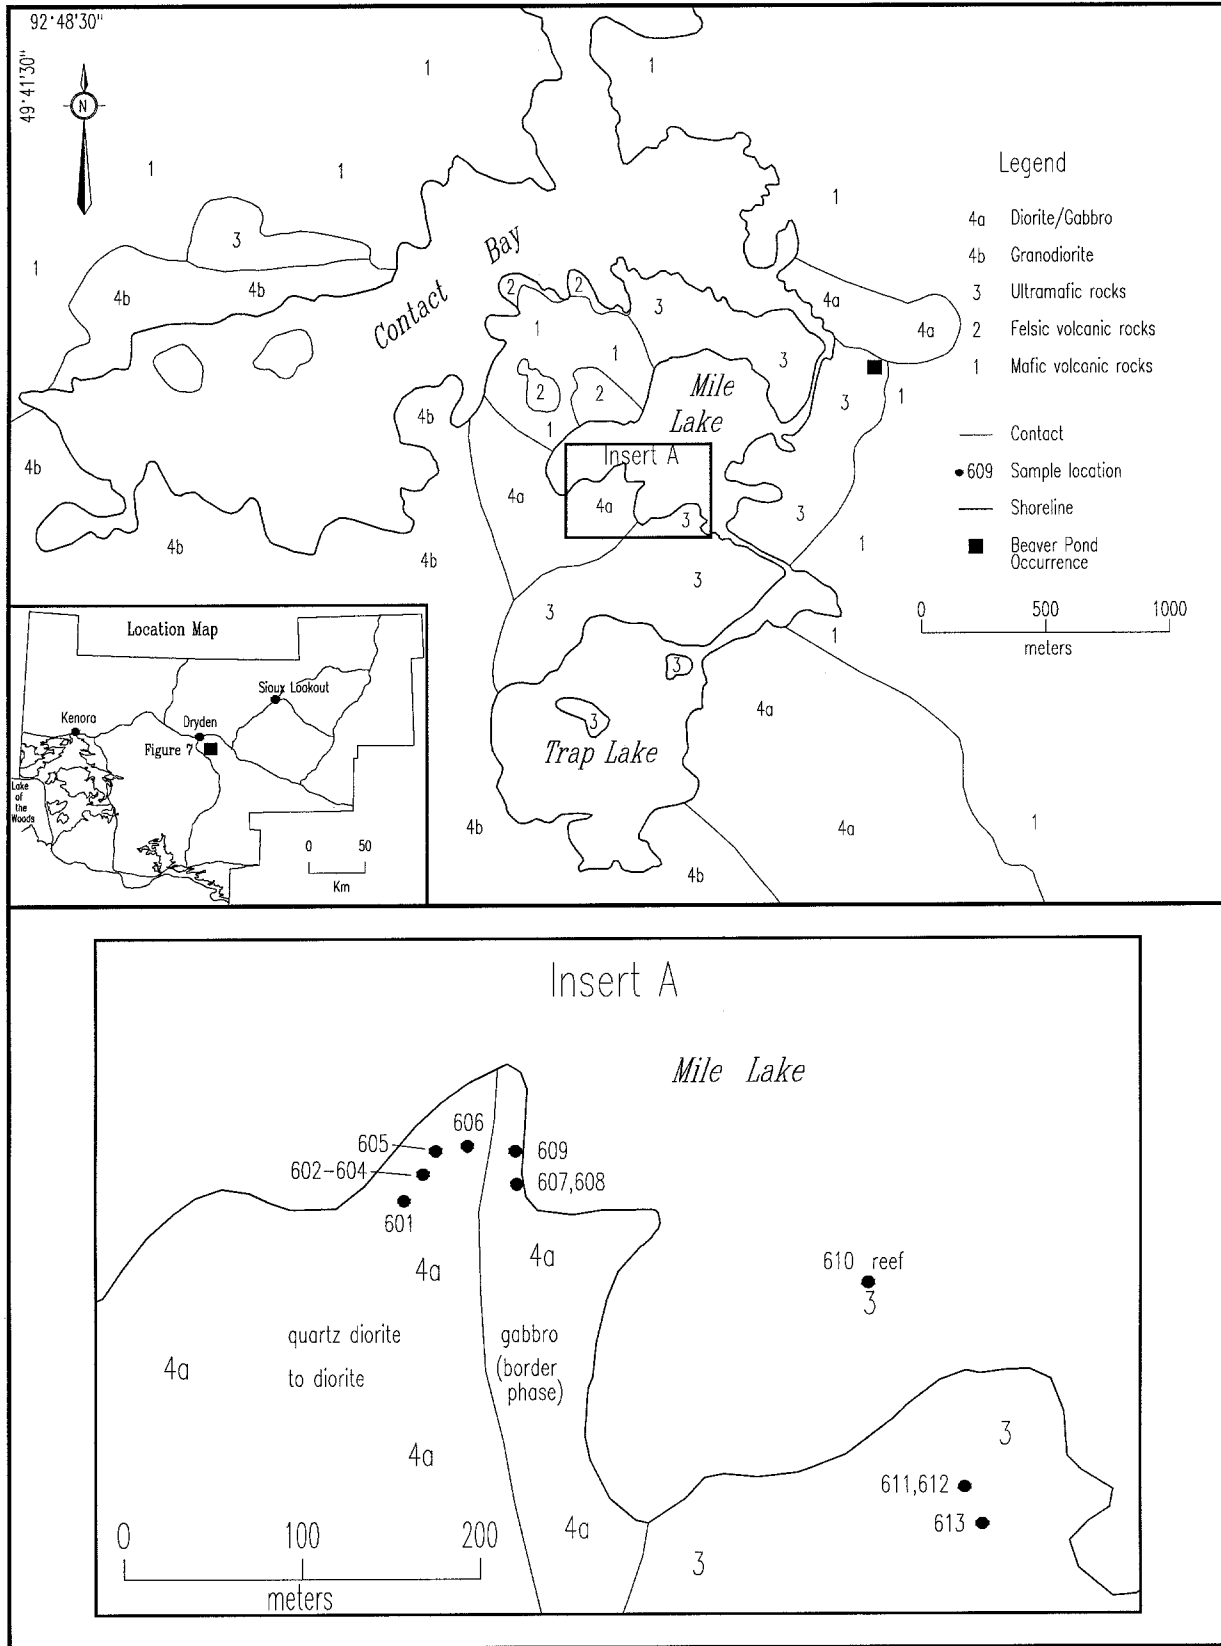 92°48'30"
49°41'30"
N
1
1
1
1
1
1
3
4b
4b
Contact Bay
2
2
3
4a
4a
1
1
3
2
2
1
Mile
Lake
3
1
4b
4b
Insert A
4a
4a
3
3
1
4b
4b
3
3
1
3
3
Trap Lake
4a
4a
4b
4b
1
Legend
4a Diorite/Gabbro
4b Granodiorite
3 Ultramafic rocks
2 Felsic volcanic rocks
1 Mafic volcanic rocks
Contact
609 Sample location
Shoreline
Beaver Pond
Occurrence
0 500 1000
meters
Location Map
Sioux Lookout
Kenora
Dryden
Figure 7
Lake
of
the
Woods
0 50
Km
Insert A
Mile Lake
606
605
609
602-604
607,608
601
4a
4a
610 reef
3
quartz diorite
to diorite
gabbro
(border
phase)
4a
4a
3
611,612
613
4a
3
0 100 200
meters